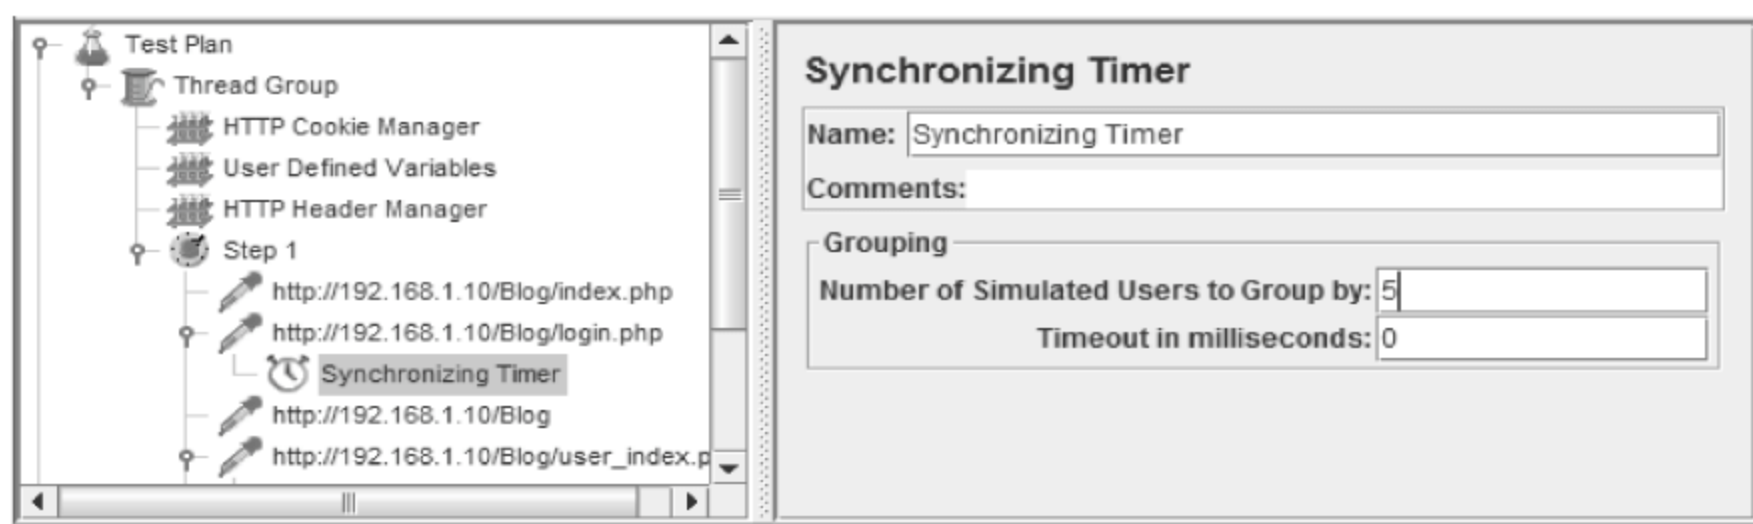 Test Plan
Thread Group
HTTP Cookie Manager
User Defined Variables
HTTP Header Manager
Step 1
http://192.168.1.10/Blog/index.php
http://192.168.1.10/Blog/login.php
Synchronizing Timer
http://192.168.1.10/Blog
http://192.168.1.10/Blog/user_index.p
Synchronizing Timer
Name: Synchronizing Timer
Comments:
Grouping
Number of Simulated Users to Group by: 5
Timeout in milliseconds: 0